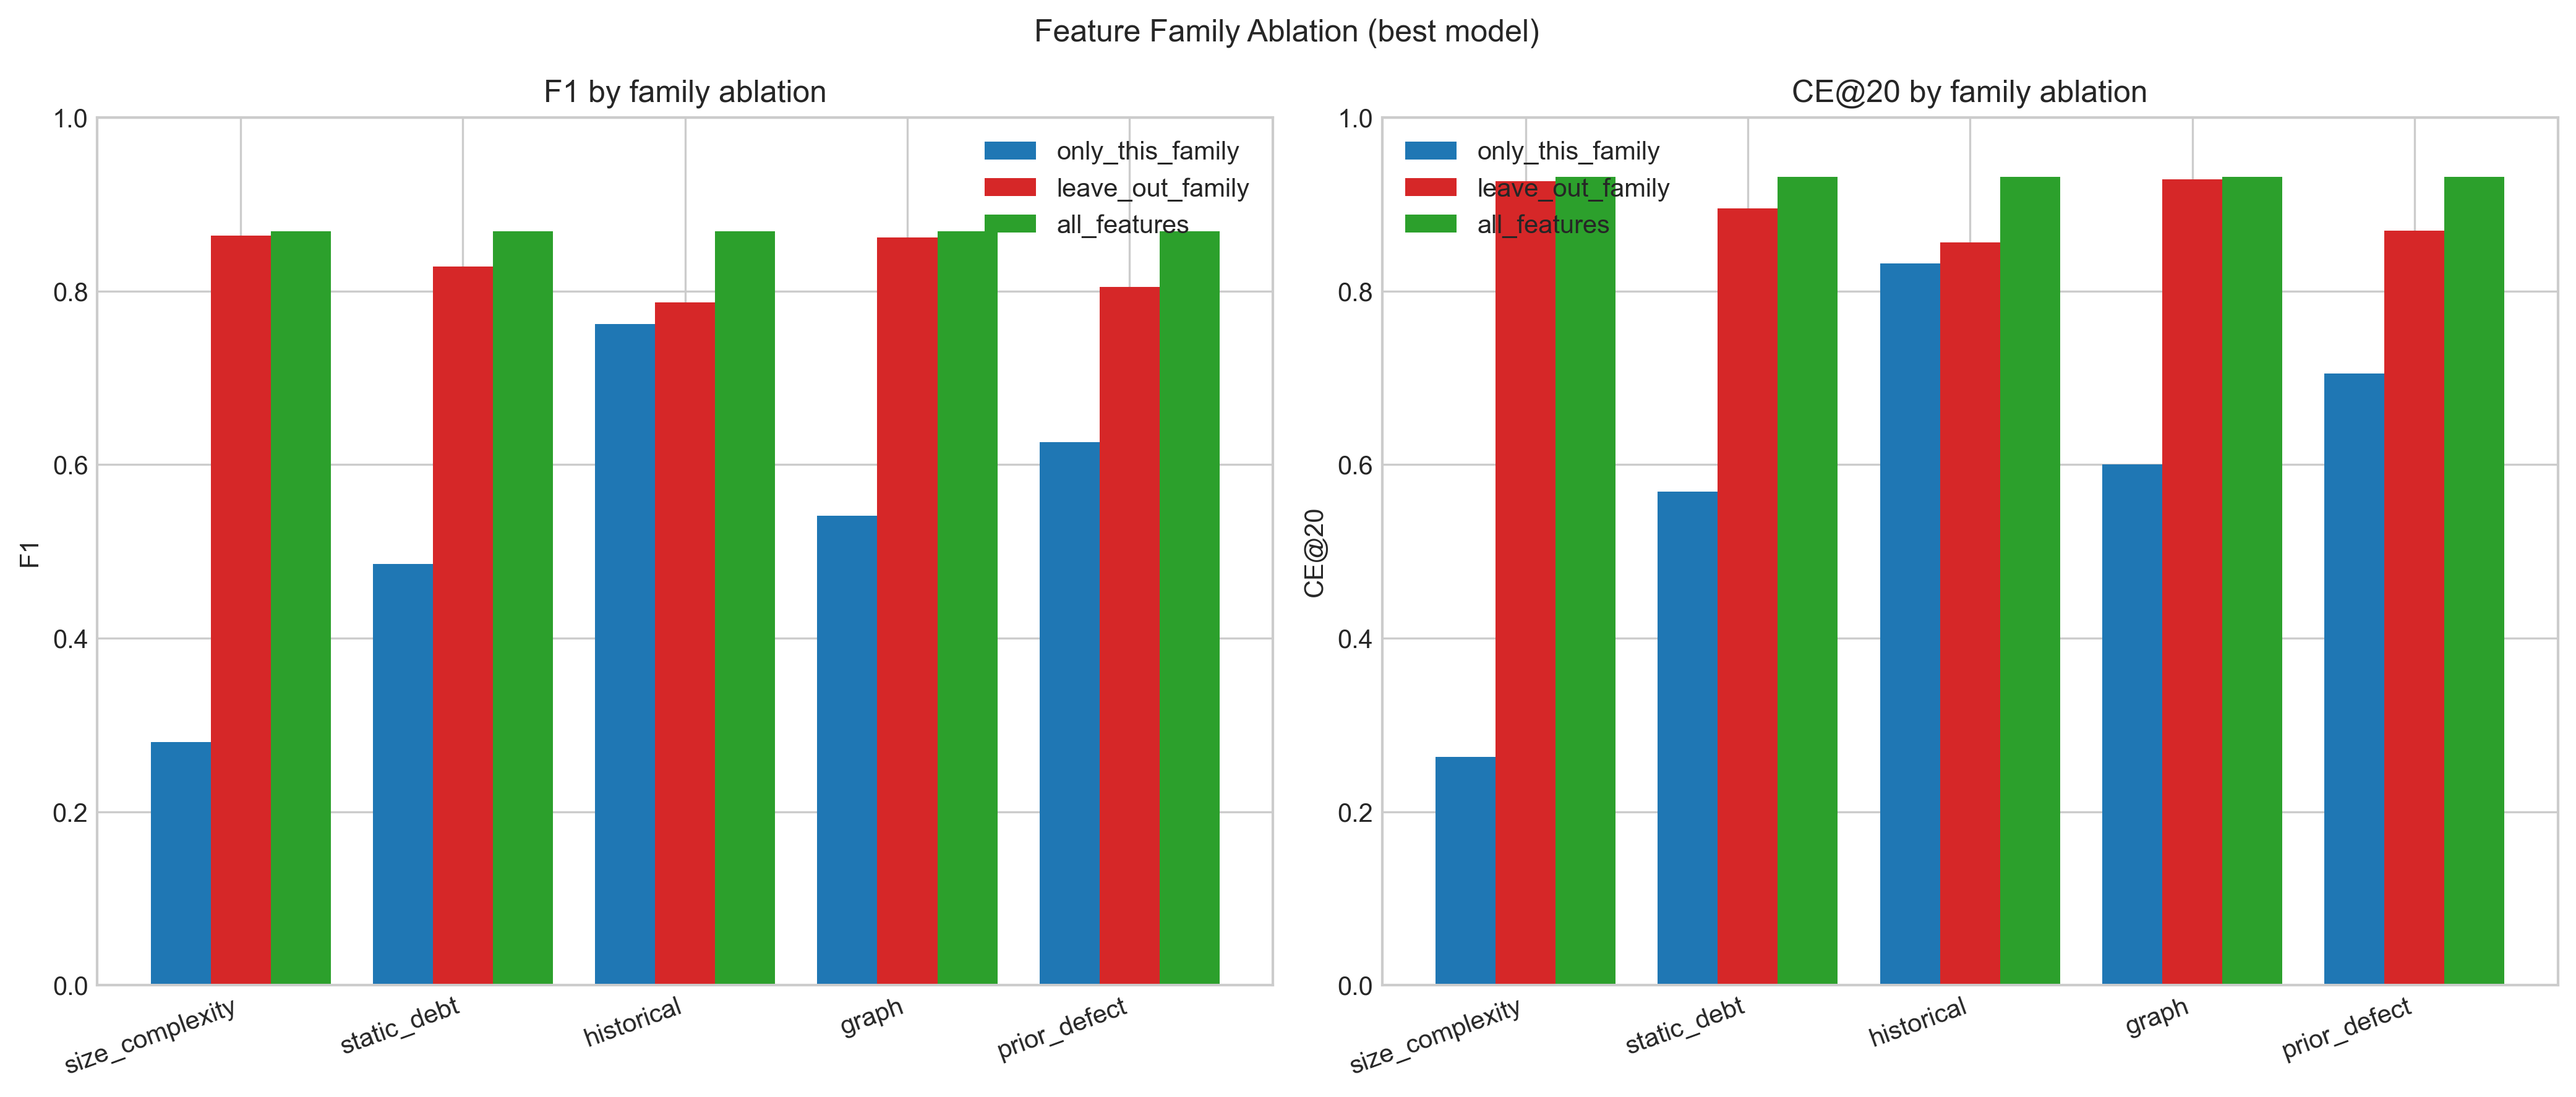 Feature Family Ablation (best model)
F1 by family ablation
F1
1.0
0.8
0.6
0.4
0.2
0.0
only_this_family
leave_out_family
all_features
size_complexity
static_debt
historical
graph
prior_defect
CE@20 by family ablation
CE@20
1.0
0.8
0.6
0.4
0.2
0.0
only_this_family
leave_out_family
all_features
size_complexity
static_debt
historical
graph
prior_defect